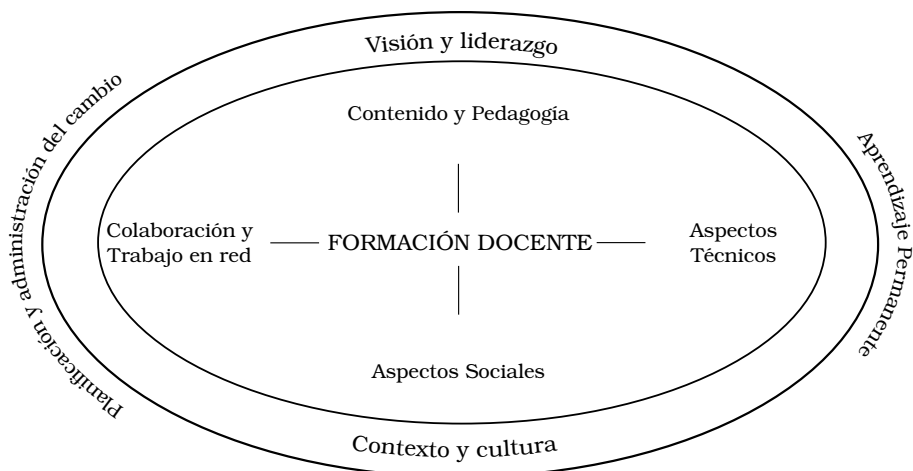 Visión y liderazgo
Contenido y Pedagogía
Planificación y administración del cambio
Colaboración y
Trabajo en red
FORMACIÓN DOCENTE
Aspectos
Técnicos
Aprendizaje Permanente
Aspectos Sociales
Contexto y cultura